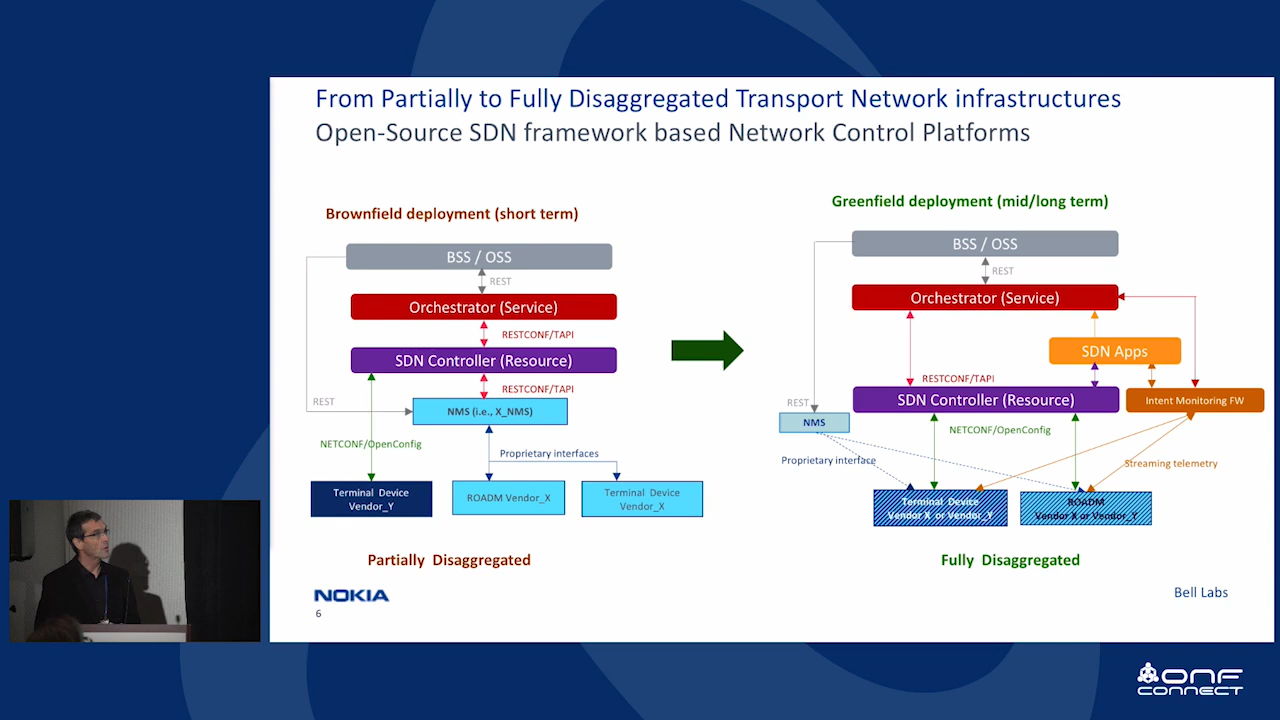 From Partially to Fully Disaggregated Transport Network infrastructures
Open-Source SDN framework based Network Control Platforms
Brownfield deployment (short term)
BSS / OSS
REST
Orchestrator (Service)
RESTCONF/TAPI
SDN Controller (Resource)
RESTCONF/TAPI
REST
NMS (i.e., X_NMS)
NETCONF/OpenConfig
Proprietary interfaces
Terminal Device
Vendor_Y
ROADM Vendor_X
Terminal Device
Vendor_X
Partially Disaggregated
Greenfield deployment (mid/long term)
BSS / OSS
REST
Orchestrator (Service)
SDN Apps
RESTCONF/TAPI
SDN Controller (Resource)
Intent Monitoring FW
REST
NMS
NETCONF/OpenConfig
Proprietary interface
Streaming telemetry
Terminal Device
Vendor X or Vendor_Y
ROADM
Vendor X or Vendor_Y
Fully Disaggregated
NOKIA
6
Bell Labs
ONF
CONNECT